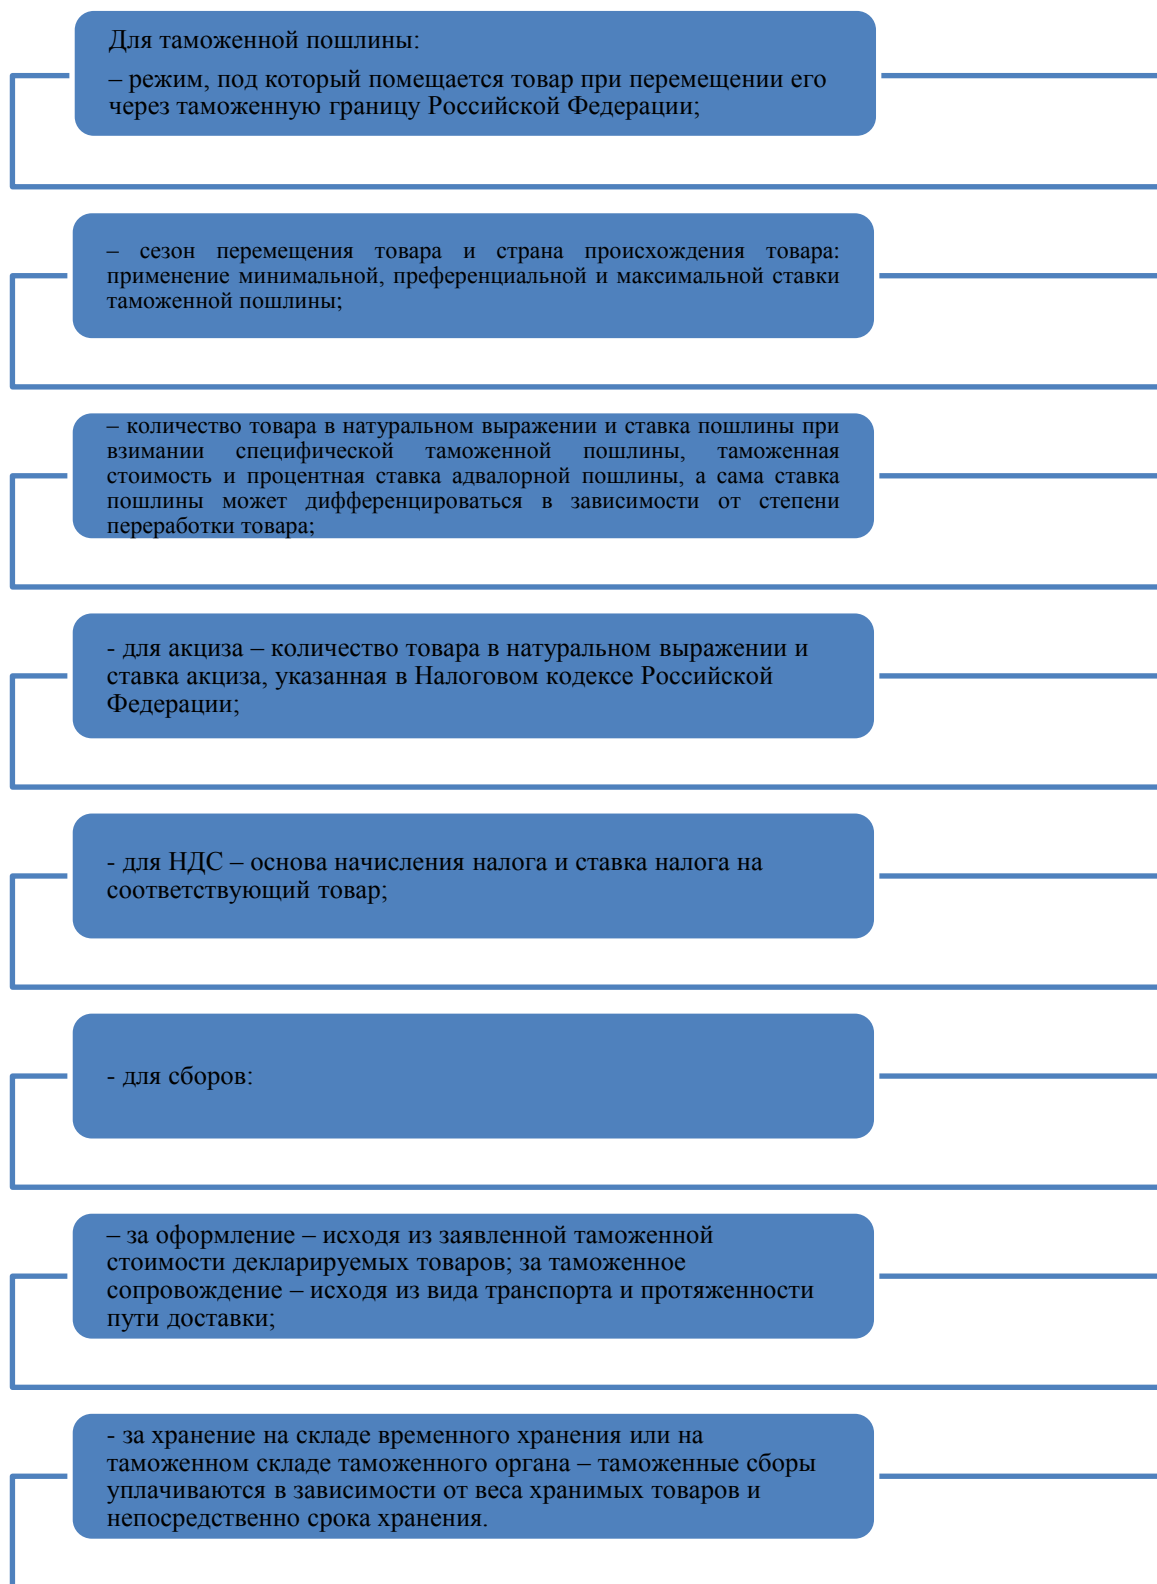 Для таможенной пошлины:
– режим, под который помещается товар при перемещении его
через таможенную границу Российской Федерации;
– сезон перемещения товара и страна происхождения товара:
применение минимальной, преференциальной и максимальной ставки
таможенной пошлины;
– количество товара в натуральном выражении и ставка пошлины при
взимании специфической таможенной пошлины, таможенная
стоимость и процентная ставка адвалорной пошлины, а сама ставка
пошлины может дифференцироваться в зависимости от степени
переработки товара;
- для акциза – количество товара в натуральном выражении и
ставка акциза, указанная в Налоговом кодексе Российской
Федерации;
- для НДС – основа начисления налога и ставка налога на
соответствующий товар;
- для сборов:
– за оформление – исходя из заявленной таможенной
стоимости декларируемых товаров; за таможенное
сопровождение – исходя из вида транспорта и протяженности
пути доставки;
- за хранение на складе временного хранения или на
таможенном складе таможенного органа – таможенные сборы
уплачиваются в зависимости от веса хранимых товаров и
непосредственно срока хранения.